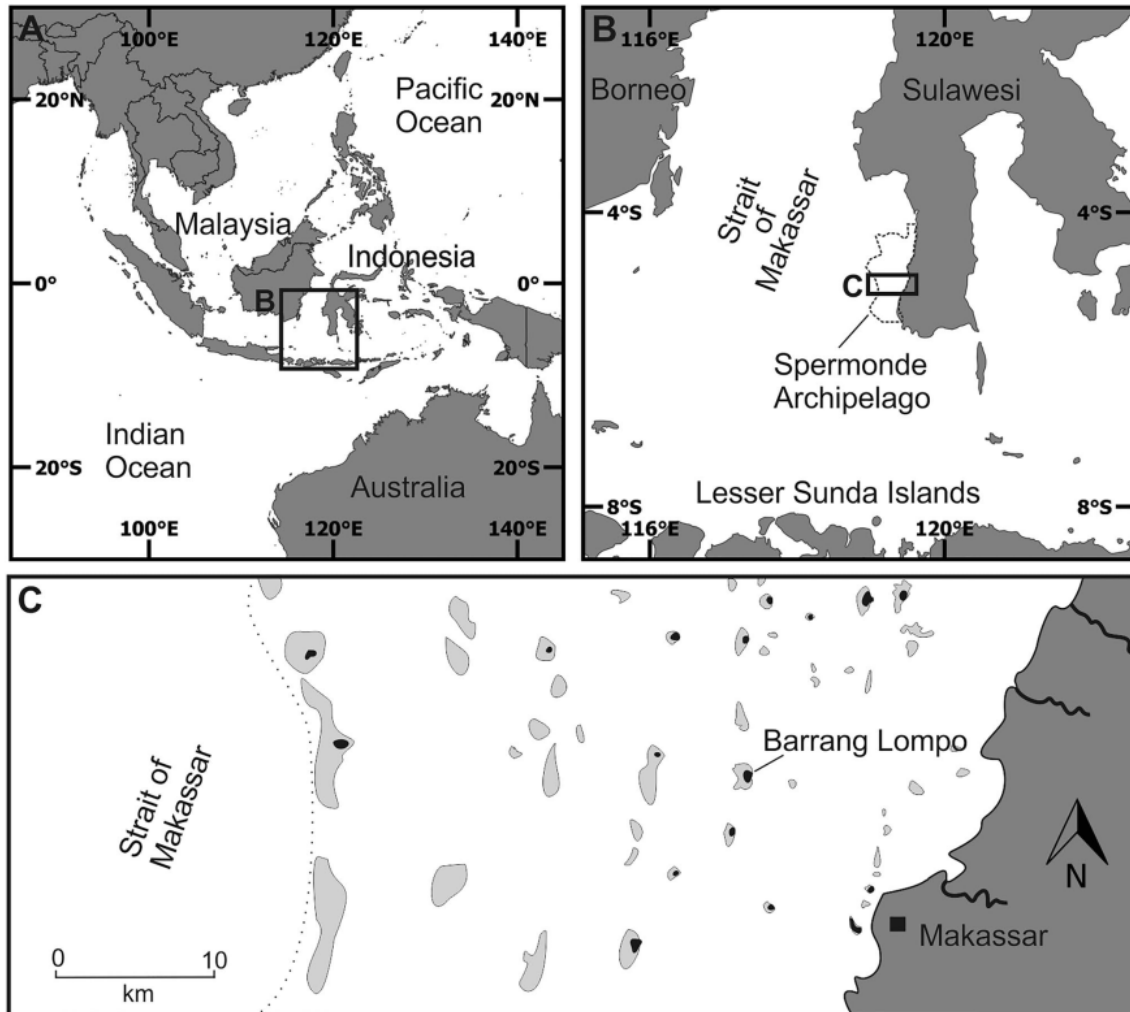 A
100°E
120°E
140°E
20°N
Pacific
Ocean
Malaysia
Indonesia
0°
0°
B
Indian
Ocean
20°S
20°S
Australia
100°E
120°E
140°E
B
116°E
120°E
Borneo
Sulawesi
Strait
of
Makassar
4°S
4°S
C
Spermonde
Archipelago
Lesser Sunda Islands
8°S
8°S
116°E
120°E
C
Barrang Lompo
Strait of
Makassar
N
0
10
km
Makassar